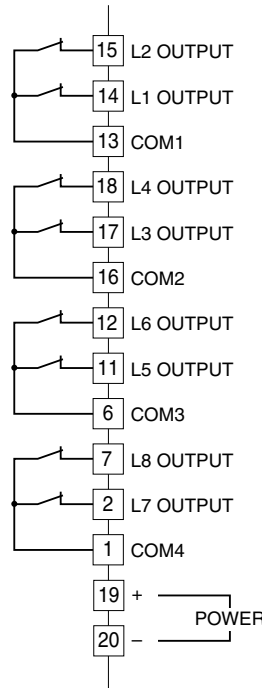 15 L2 OUTPUT
14 L1 OUTPUT
13 COM1
18 L4 OUTPUT
17 L3 OUTPUT
16 COM2
12 L6 OUTPUT
11 L5 OUTPUT
6 COM3
7 L8 OUTPUT
2 L7 OUTPUT
1 COM4
19 +
POWER
20 –